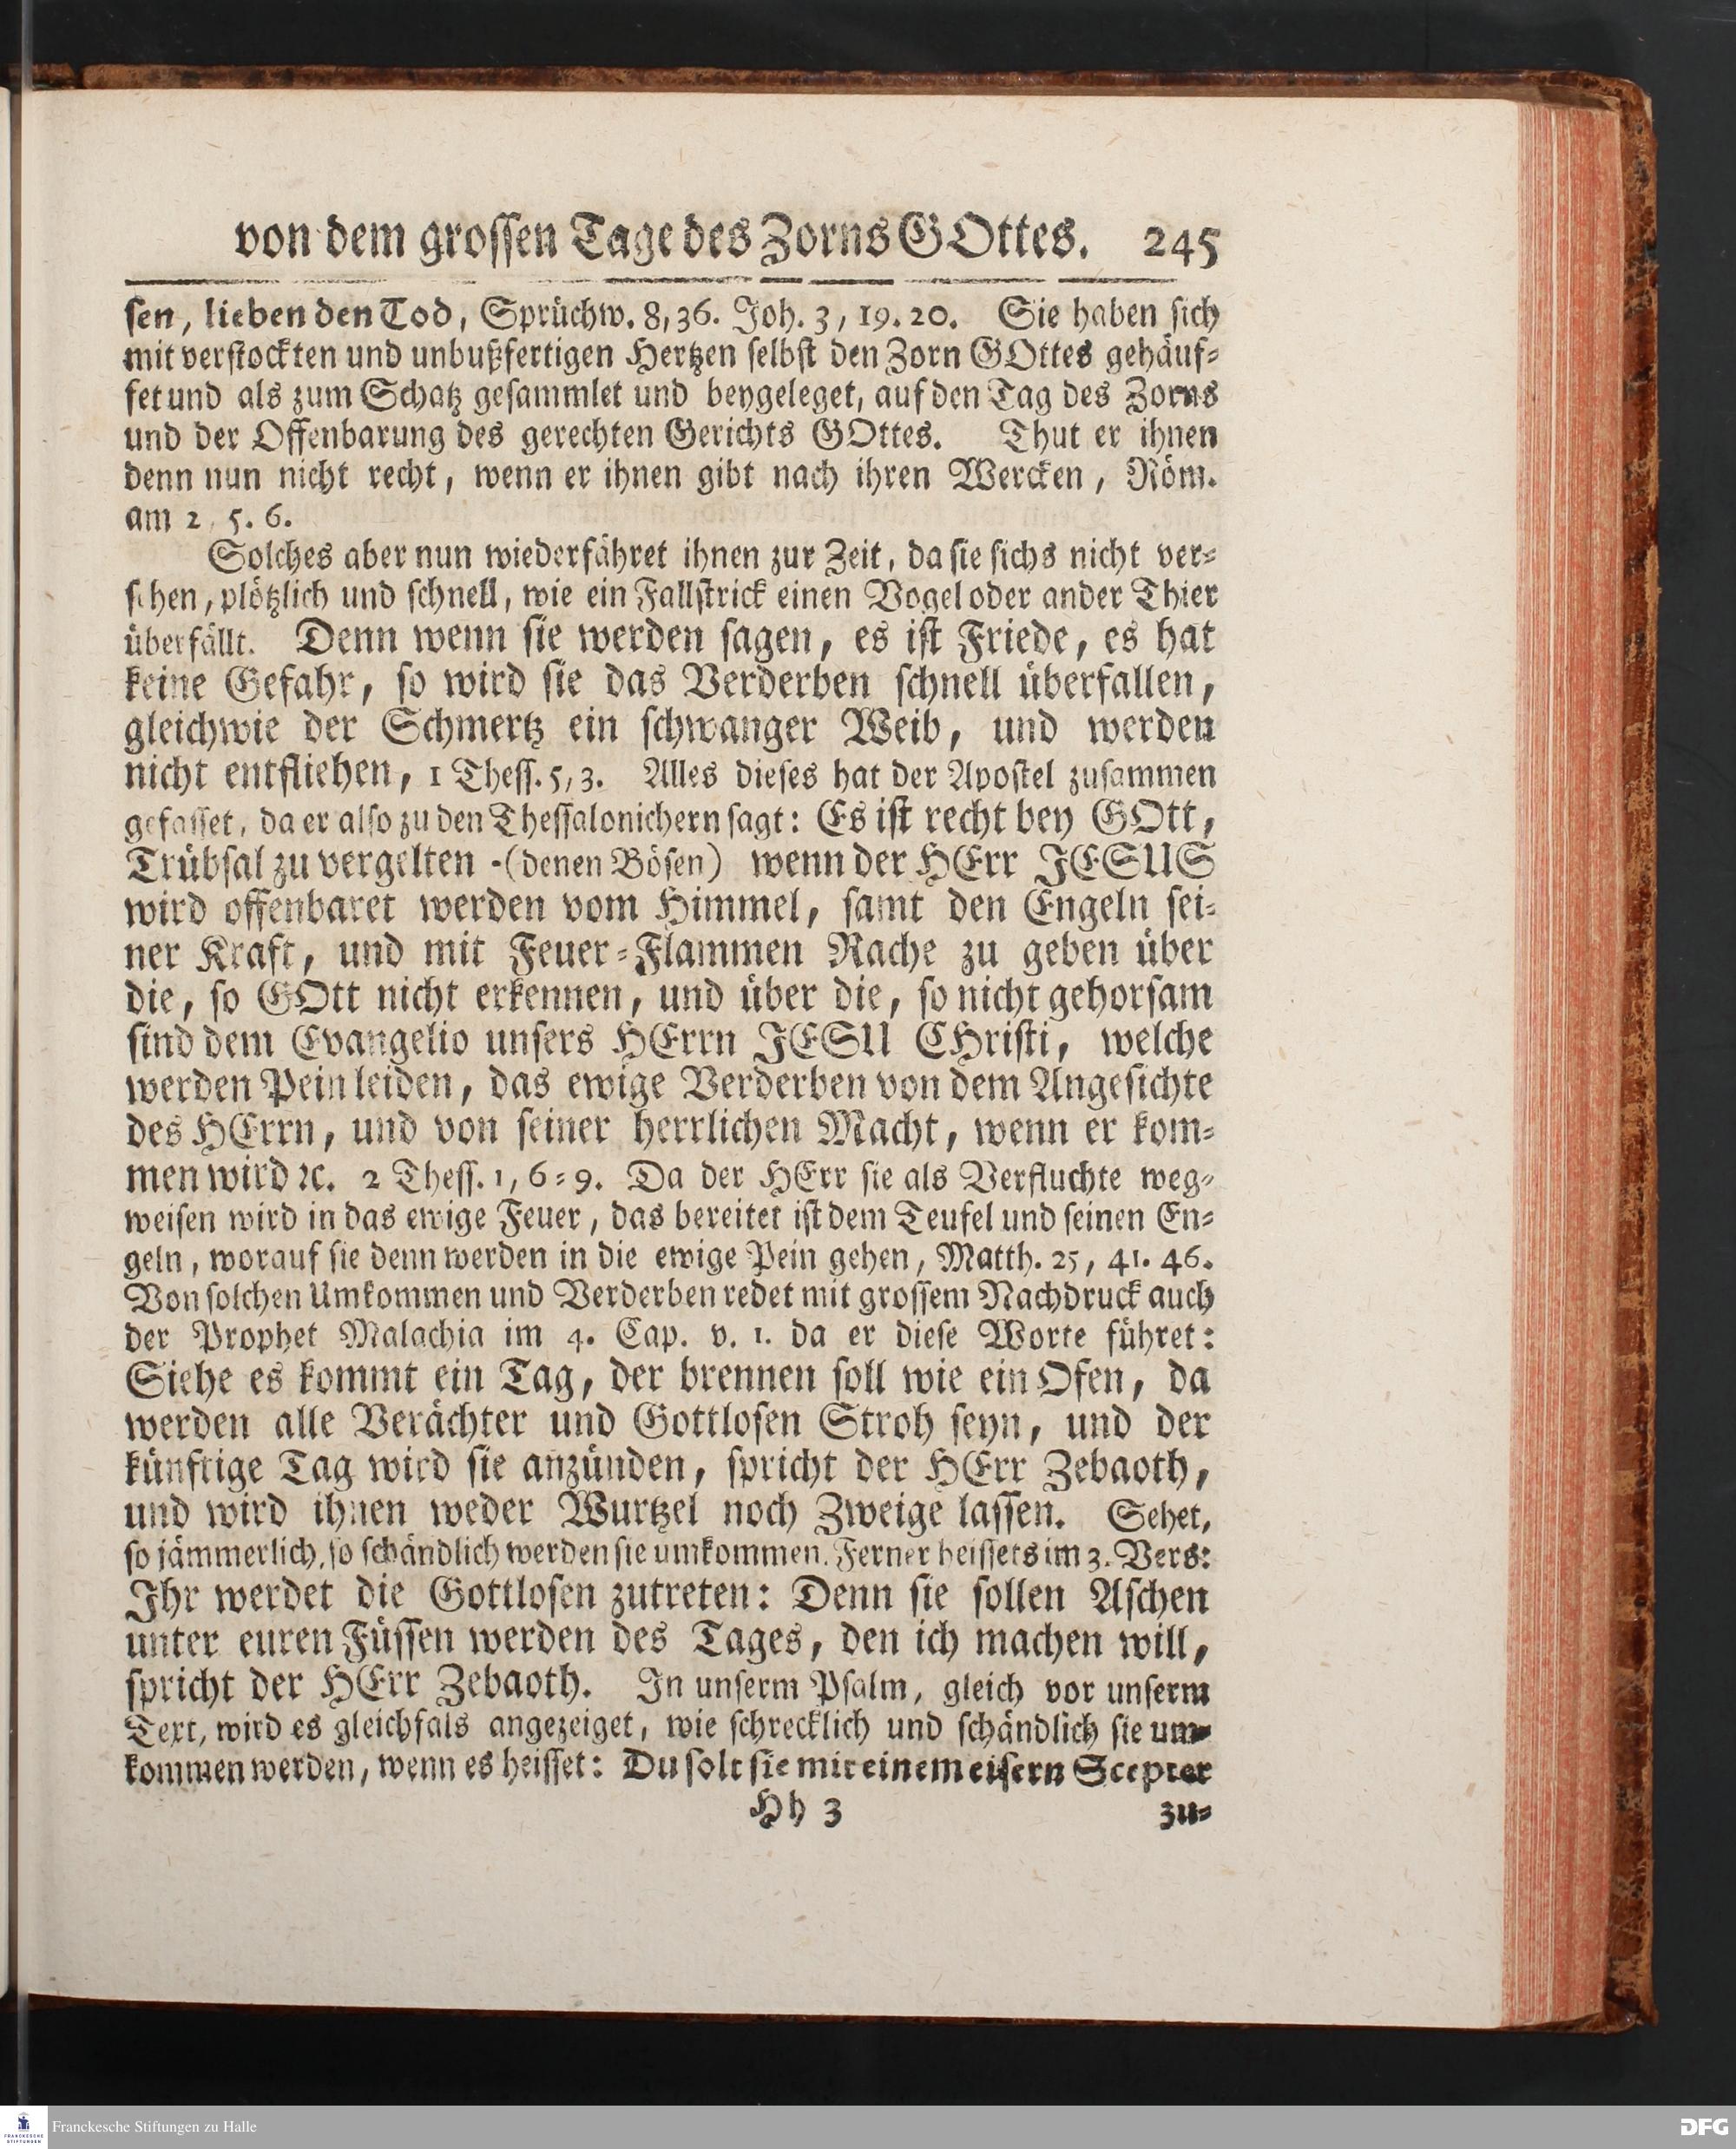 von dem grossen Tage des Zorns GOttes. 245
sen, lieben den Tod, Sprüchw. 8, 36. Joh. 3, 19. 20. Sie haben sich
mit verstockten und unbußfertigen Hertzen selbst den Zorn GOttes gehäuf-
fet und als zum Schatz gesammlet und beygeleget, auf den Tag des Zorns
und der Offenbarung des gerechten Gerichts GOttes. Thut er ihnen
denn nun nicht recht, wenn er ihnen gibt nach ihren Wercken, Röm.
am 2, 5. 6.
Solches aber nun wiederfähret ihnen zur Zeit, da sie sichs nicht ver-
sehen, plötzlich und schnell, wie ein Fallstrick einen Vogel oder ander Thier
überfällt. Denn wenn sie werden sagen, es ist Friede, es hat
keine Gefahr, so wird sie das Verderben schnell überfallen,
gleichwie der Schmertz ein schwanger Weib, und werden
nicht entfliehen, 1 Thess. 5, 3. Alles dieses hat der Apostel zusammen
gefasset, da er also zu den Thessalonichern sagt: Es ist recht bey GOtt,
Trübsal zu vergelten -(denen Bösen) wenn der HErr JESUS
wird offenbaret werden vom Himmel, samt den Engeln sei-
ner Kraft, und mit Feuer-Flammen Rache zu geben über
die, so GOtt nicht erkennen, und über die, so nicht gehorsam
sind dem Evangelio unsers HErrn JESU CHristi, welche
werden Pein leiden, das ewige Verderben von dem Angesichte
des HErrn, und von seiner herrlichen Macht, wenn er kom-
men wird ꝛc. 2 Thess. 1, 6-9. Da der HErr sie als Verfluchte weg-
weisen wird in das ewige Feuer, das bereitet ist dem Teufel und seinen En-
geln, worauf sie denn werden in die ewige Pein gehen, Matth. 25, 41. 46.
Von solchen Umkommen und Verderben redet mit grossem Nachdruck auch
der Prophet Malachia im 4. Cap. v. 1. da er diese Worte führet:
Siehe es kommt ein Tag, der brennen soll wie ein Ofen, da
werden alle Verächter und Gottlosen Stroh seyn, und der
künftige Tag wird sie anzünden, spricht der HErr Zebaoth,
und wird ihnen weder Wurtzel noch Zweige lassen. Sehet,
so jämmerlich, so schändlich werden sie umkommen. Ferner heissets im 3. Vers:
Ihr werdet die Gottlosen zutreten: Denn sie sollen Aschen
unter euren Füssen werden des Tages, den ich machen will,
spricht der HErr Zebaoth. In unserm Psalm, gleich vor unserm
Text, wird es gleichfals angezeiget, wie schrecklich und schändlich sie um-
kommen werden, wenn es heisset: Du solt sie mit einem eisern Scepter
Hh 3 zu-
Franckesche Stiftungen zu Halle
DFG